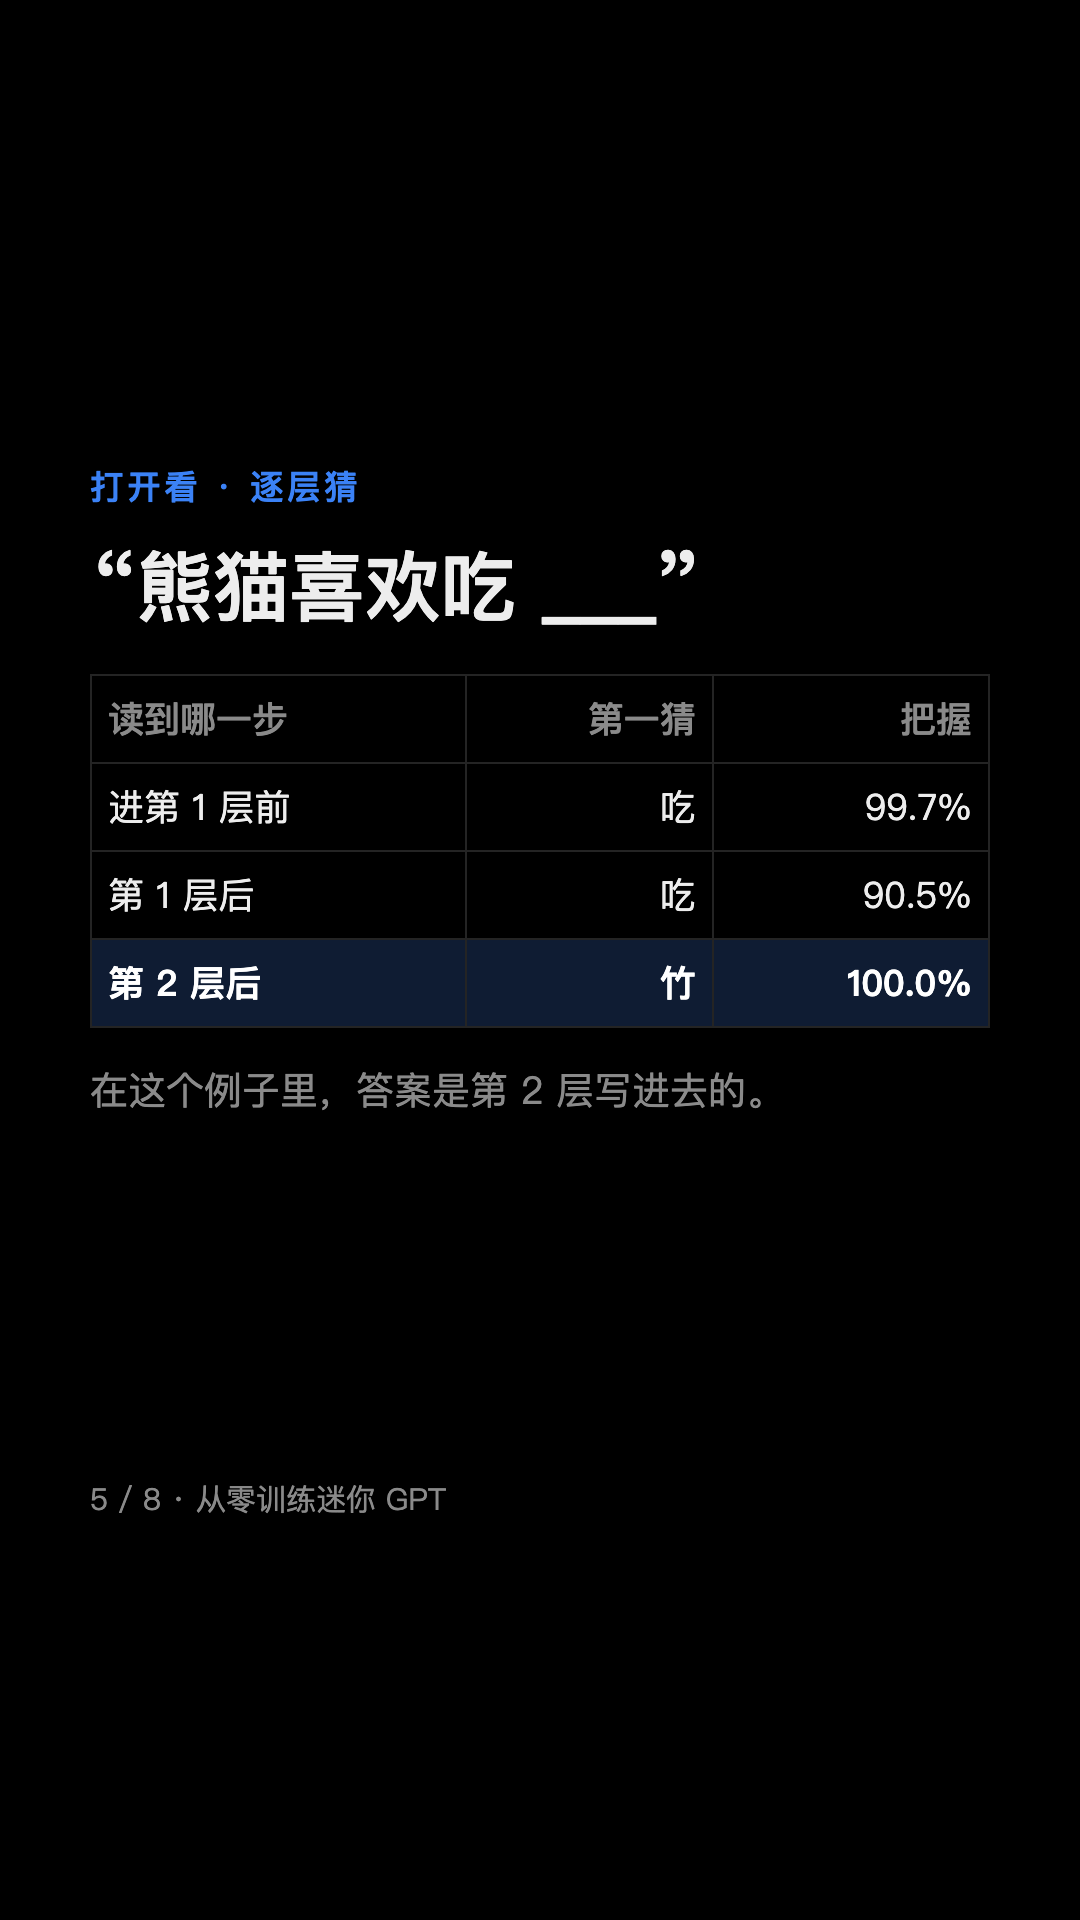 打开看 · 逐层猜
“熊猫喜欢吃 ___”
读到哪一步 第一猜 把握
进第 1 层前 吃 99.7%
第 1 层后 吃 90.5%
第 2 层后 竹 100.0%
在这个例子里，答案是第 2 层写进去的。
5 / 8 · 从零训练迷你 GPT